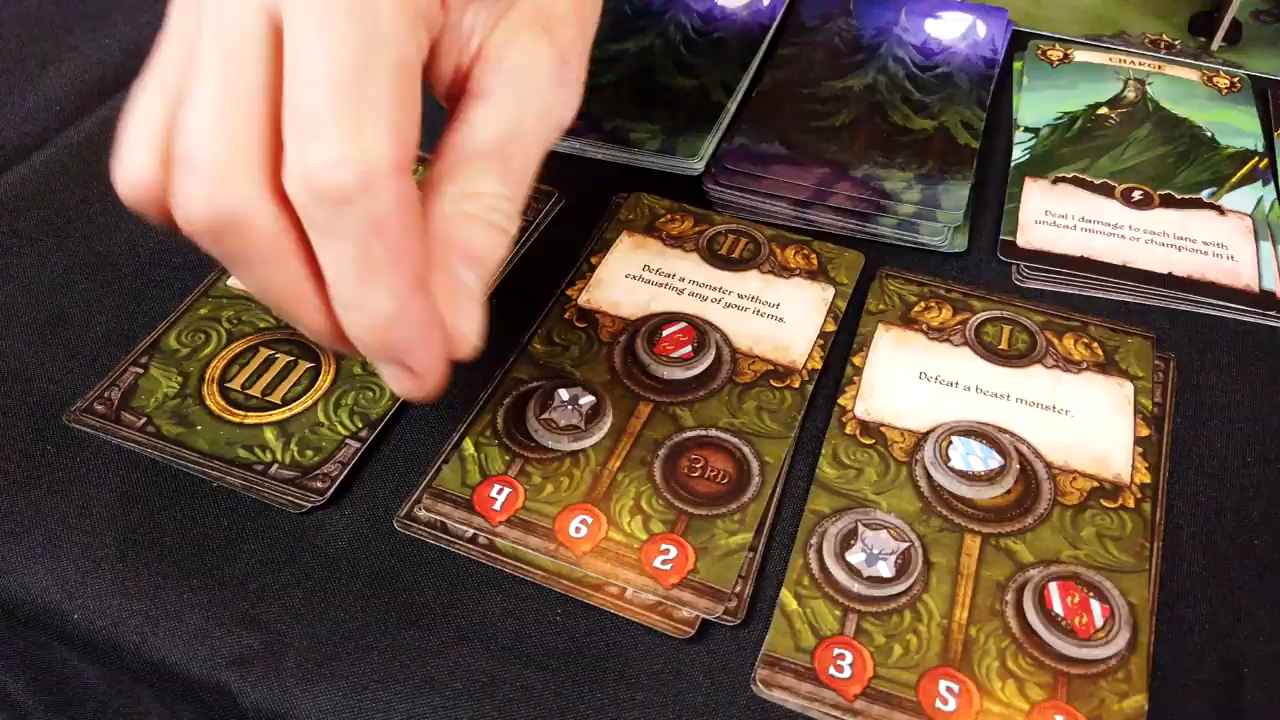 CHARGE
Deal 1 damage to each lane with
undead minions or champions in it.
II
Defeat a monster without
exhausting any of your items.
3RD
4
6
2
I
Defeat a beast monster.
3
5
III